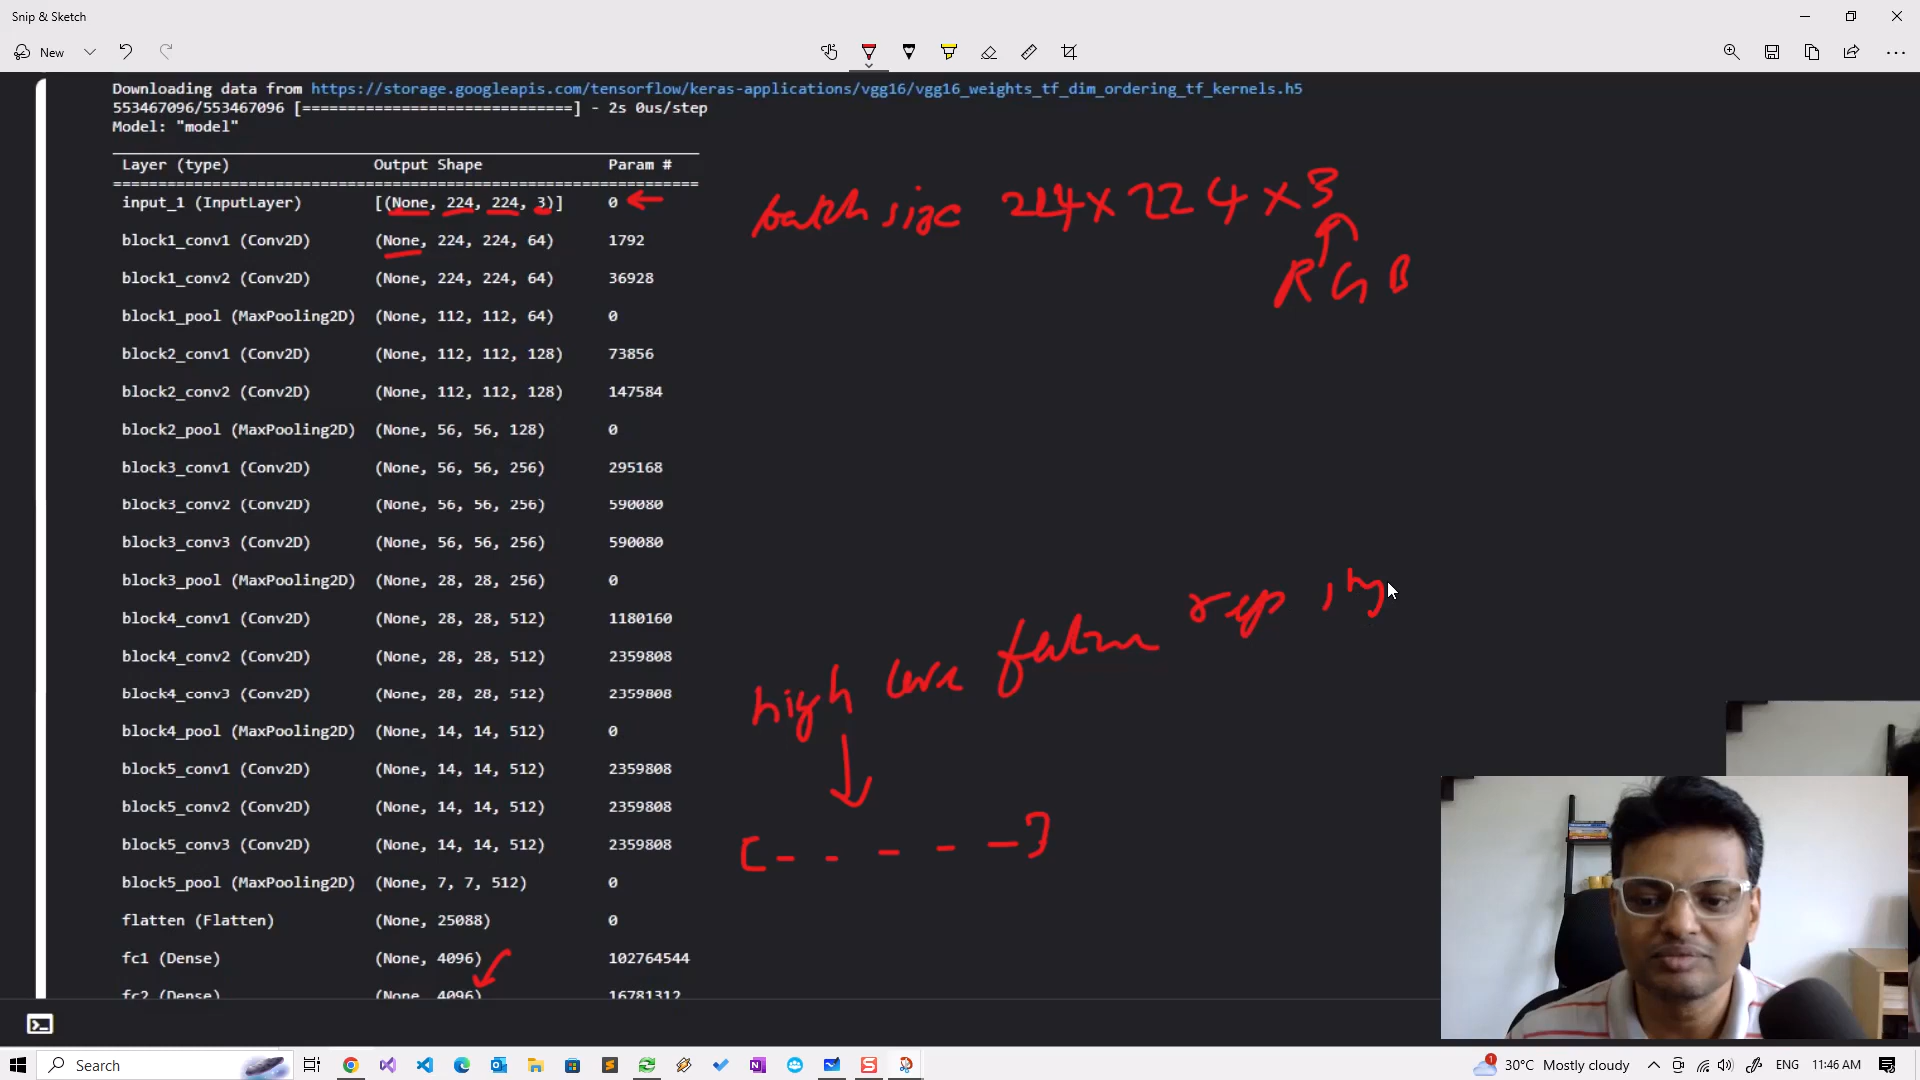 Snip & Sketch
New
Downloading data from https://storage.googleapis.com/tensorflow/keras-applications/vgg16/vgg16_weights_tf_dim_ordering_tf_kernels.h5
553467096/553467096 [==============================] - 2s 0us/step
Model: "model"
Layer (type) Output Shape Param #
=================================================================
input_1 (InputLayer) [(None, 224, 224, 3)] 0
block1_conv1 (Conv2D) (None, 224, 224, 64) 1792
block1_conv2 (Conv2D) (None, 224, 224, 64) 36928
block1_pool (MaxPooling2D) (None, 112, 112, 64) 0
block2_conv1 (Conv2D) (None, 112, 112, 128) 73856
block2_conv2 (Conv2D) (None, 112, 112, 128) 147584
block2_pool (MaxPooling2D) (None, 56, 56, 128) 0
block3_conv1 (Conv2D) (None, 56, 56, 256) 295168
block3_conv2 (Conv2D) (None, 56, 56, 256) 590080
block3_conv3 (Conv2D) (None, 56, 56, 256) 590080
block3_pool (MaxPooling2D) (None, 28, 28, 256) 0
block4_conv1 (Conv2D) (None, 28, 28, 512) 1180160
block4_conv2 (Conv2D) (None, 28, 28, 512) 2359808
block4_conv3 (Conv2D) (None, 28, 28, 512) 2359808
block4_pool (MaxPooling2D) (None, 14, 14, 512) 0
block5_conv1 (Conv2D) (None, 14, 14, 512) 2359808
block5_conv2 (Conv2D) (None, 14, 14, 512) 2359808
block5_conv3 (Conv2D) (None, 14, 14, 512) 2359808
block5_pool (MaxPooling2D) (None, 7, 7, 512) 0
flatten (Flatten) (None, 25088) 0
fc1 (Dense) (None, 4096) 102764544
fc2 (Dense) (None, 4096) 16781312
batch size 224 x 224 x 3
R G B
high level feature rep
[- - - - -]
Search
30°C Mostly cloudy
ENG
11:46 AM